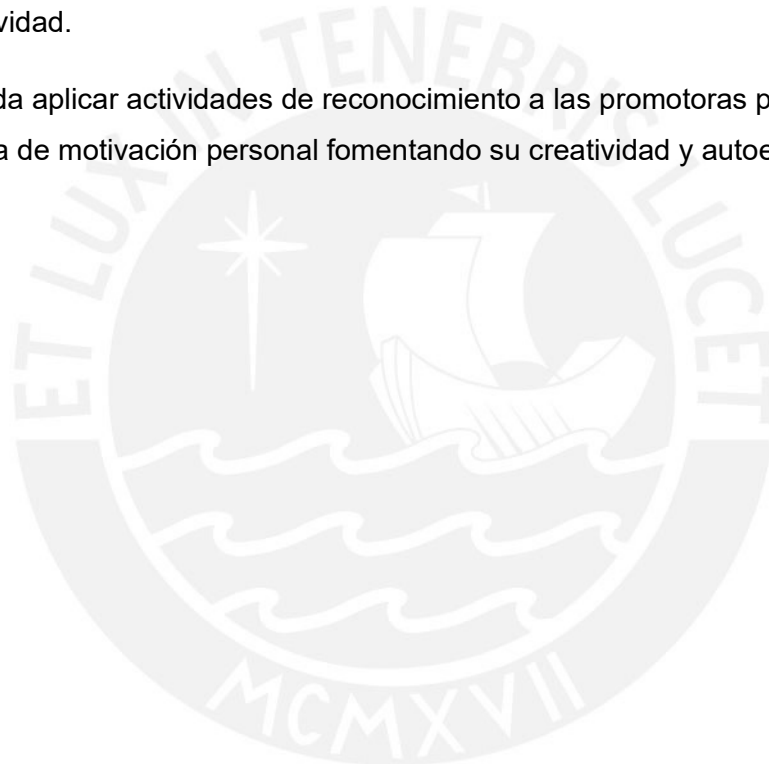 vidad.
da aplicar actividades de reconocimiento a las promotoras p
a de motivación personal fomentando su creatividad y autoe
ET LUX IN TENEBRIS LUCET
MCMXVII